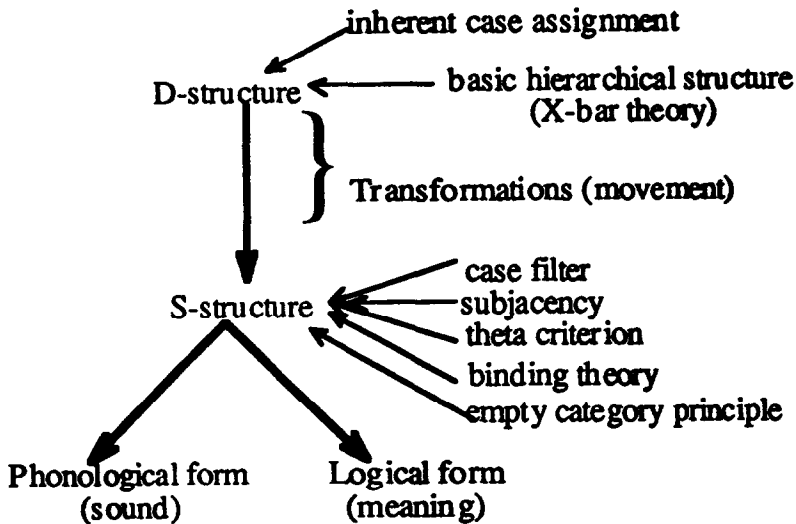 inherent case assignment
D-structure
basic hierarchical structure
(X-bar theory)
Transformations (movement)
S-structure
case filter
subjacency
theta criterion
binding theory
empty category principle
Phonological form
(sound)
Logical form
(meaning)